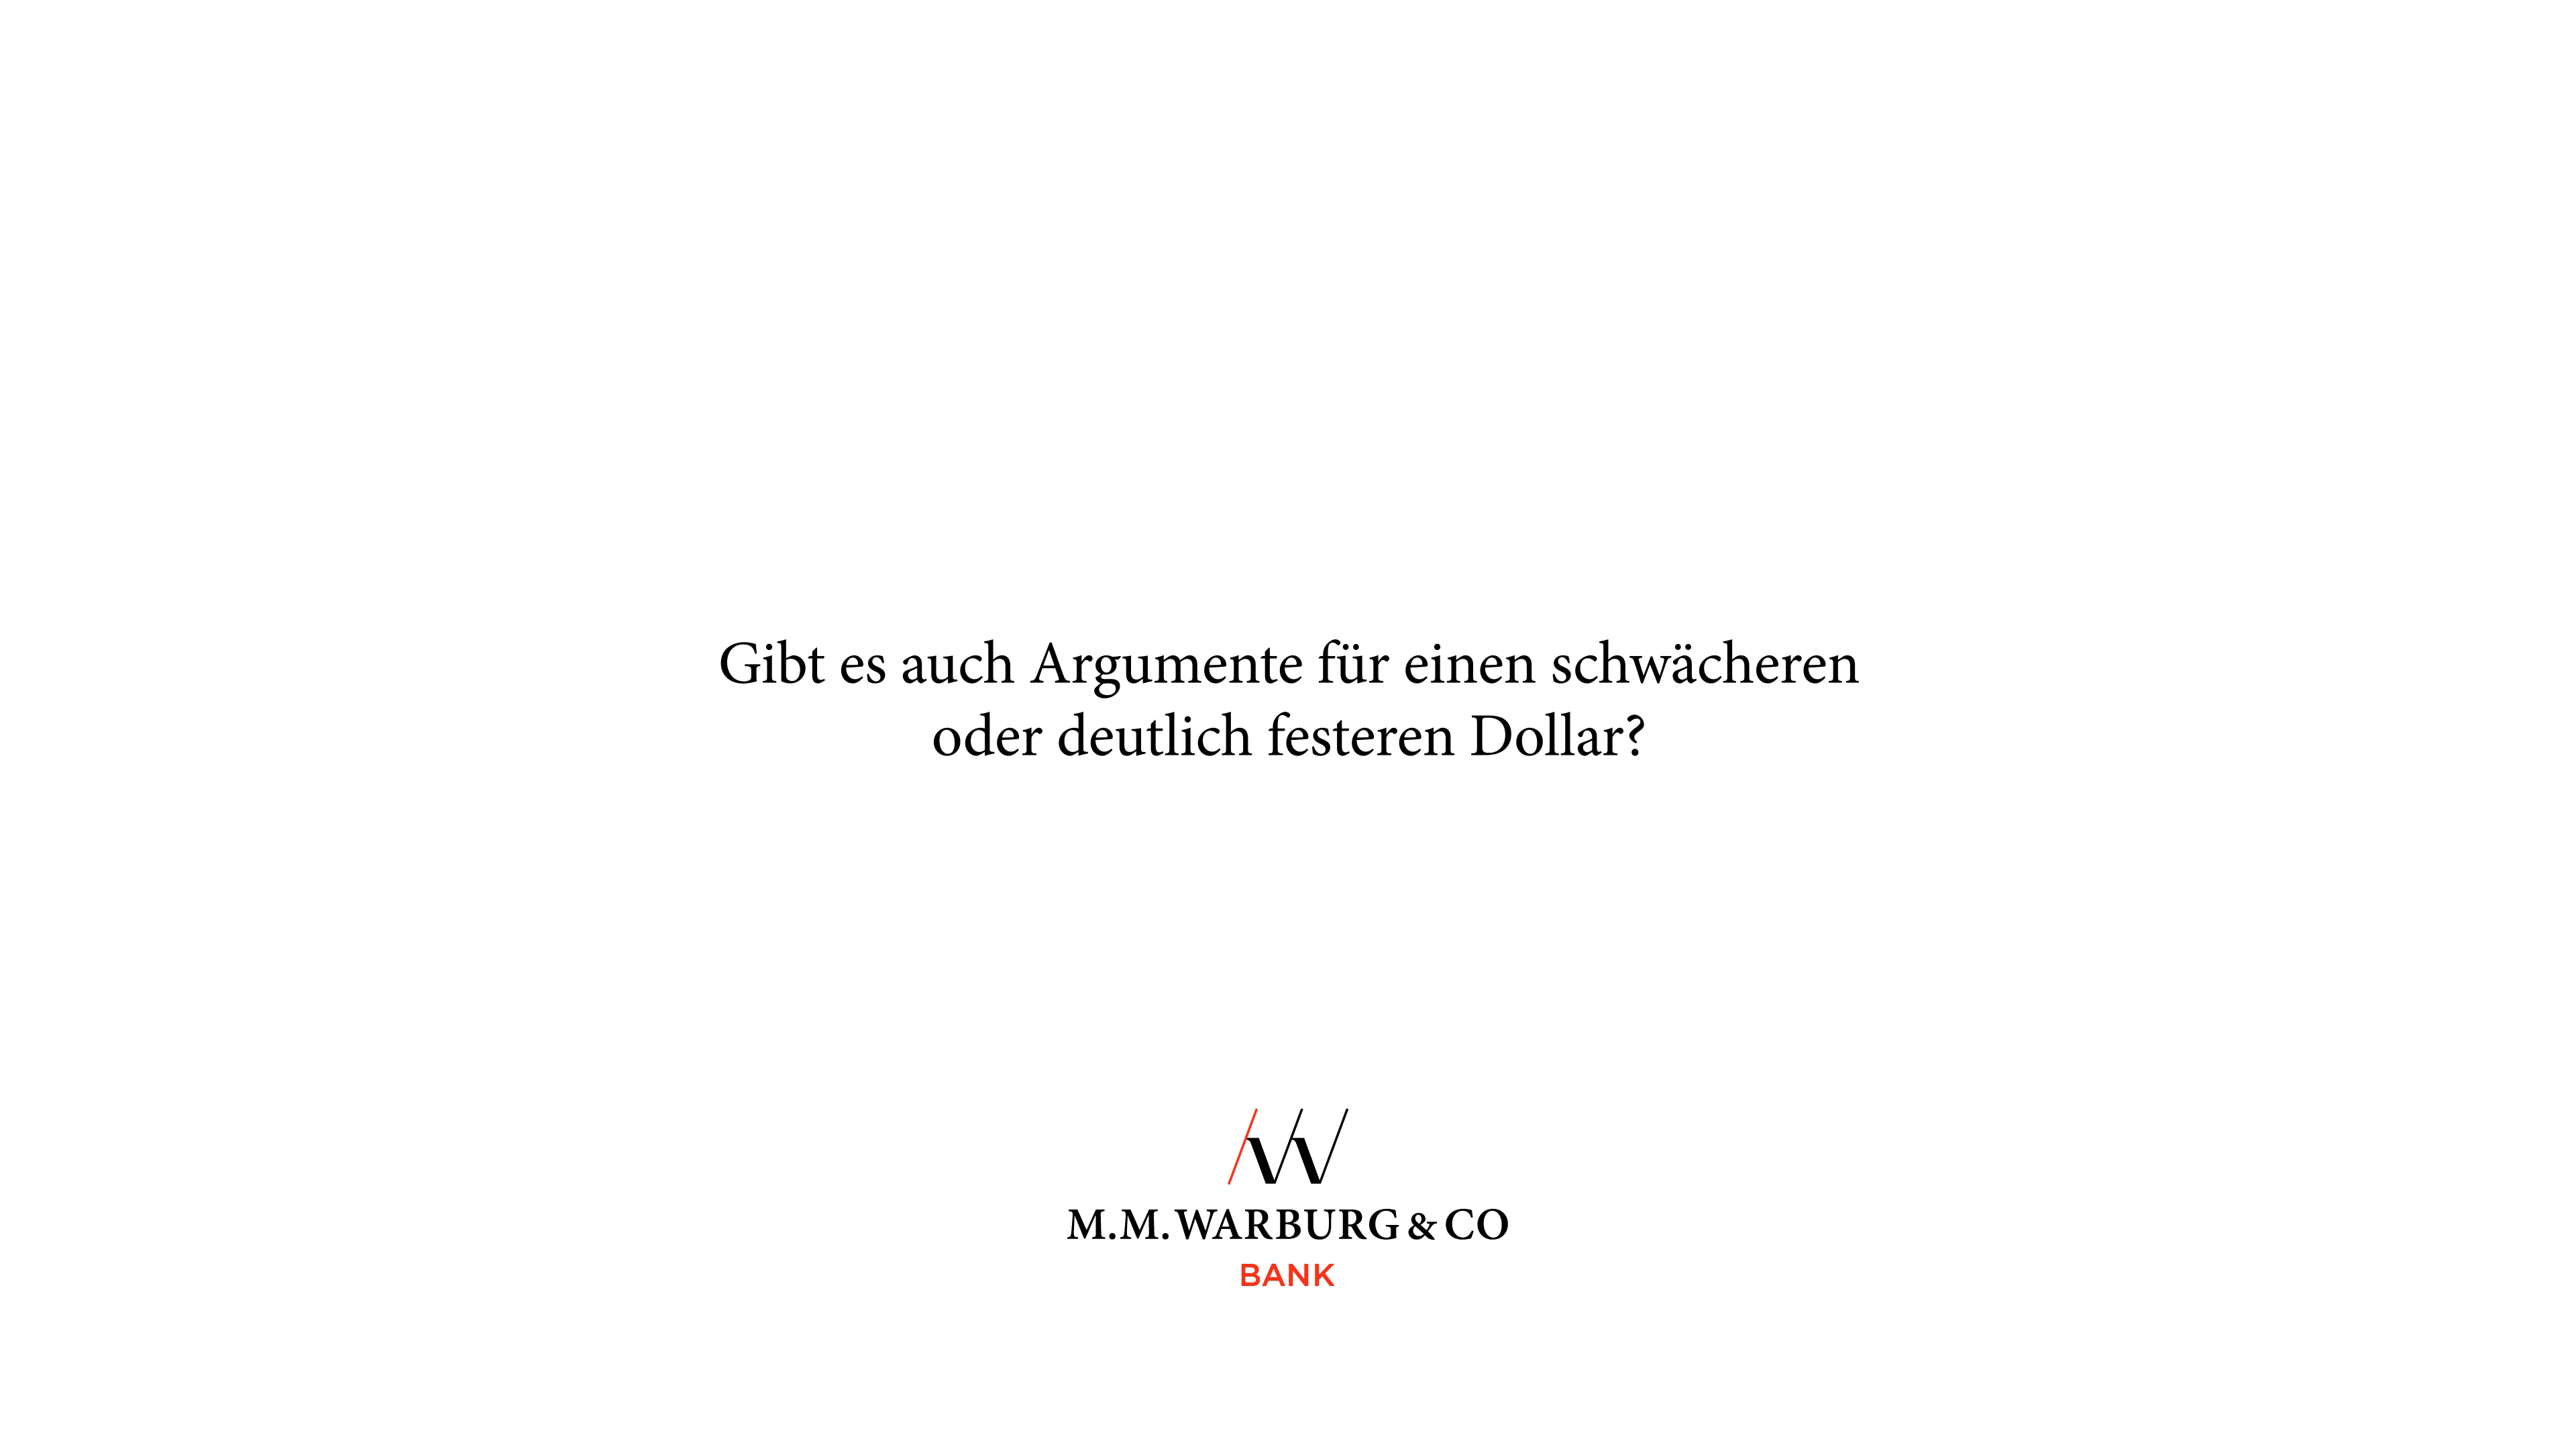 Gibt es auch Argumente für einen schwächeren
oder deutlich festeren Dollar?
M.M.WARBURG & CO
BANK